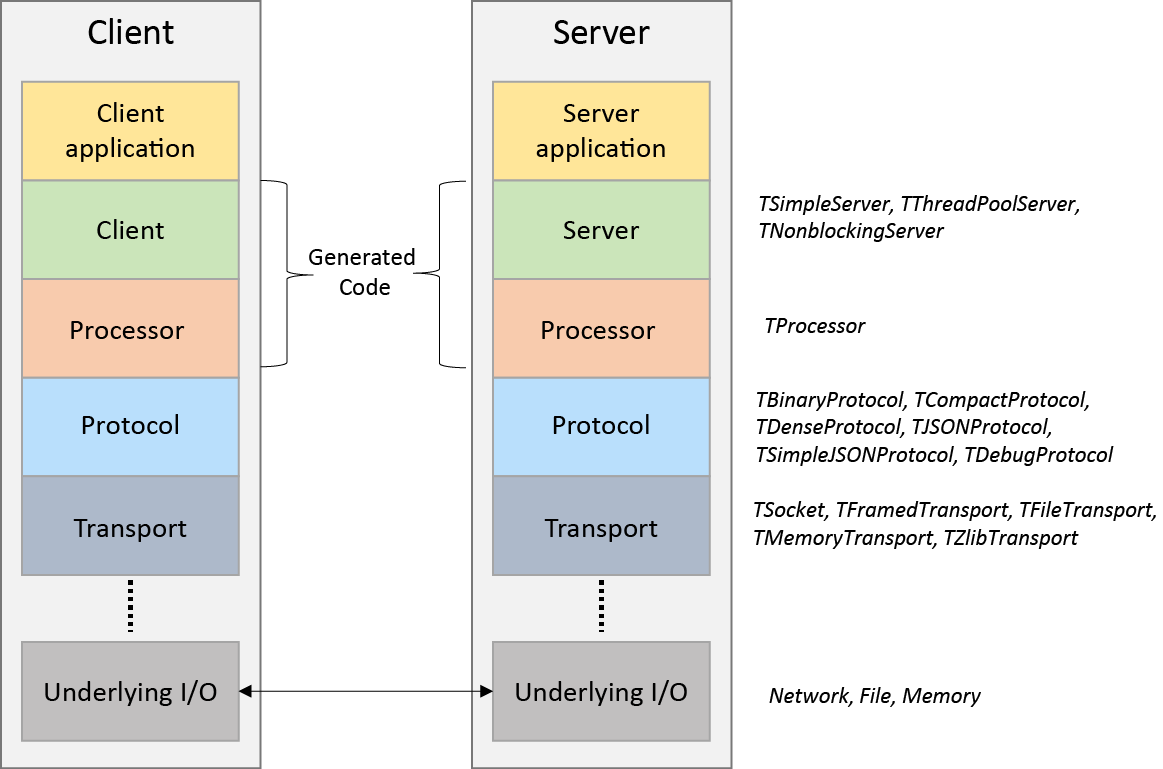 Client
Server
Client
application
Server
application
Client
Generated
Code
Server
TSimpleServer, TThreadPoolServer,
TNonblockingServer
Processor
Processor
TProcessor
Protocol
Protocol
TBinaryProtocol, TCompactProtocol,
TDenseProtocol, TJSONProtocol,
TSimpleJSONProtocol, TDebugProtocol
Transport
Transport
TSocket, TFramedTransport, TFileTransport,
TMemoryTransport, TZlibTransport
Underlying I/O
Underlying I/O
Network, File, Memory